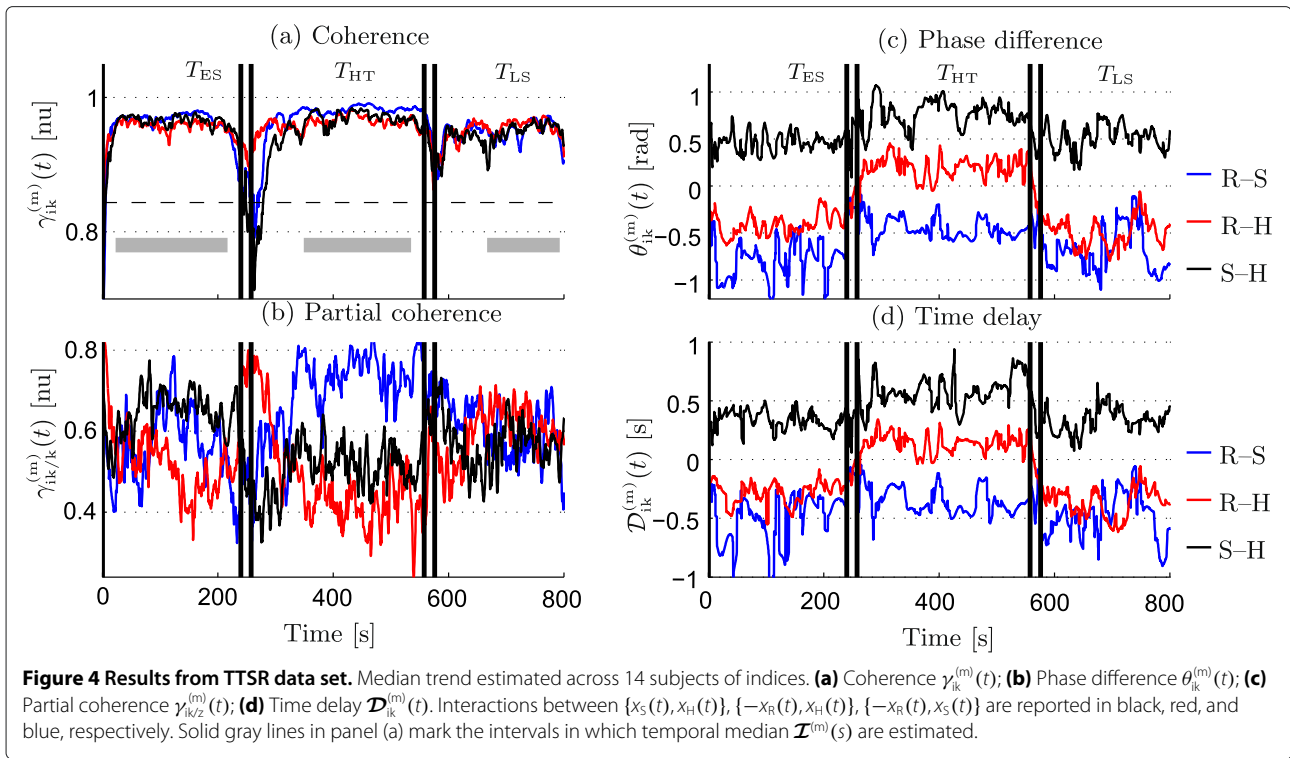 (a) Coherence
T_ES T_HT T_LS
1
0.8
γ_ik^(m)(t) [nu]
(b) Partial coherence
0.8
0.6
0.4
γ_ik/k^(m)(t) [nu]
0 200 400 600 800
Time [s]
(c) Phase difference
T_ES T_HT T_LS
1
0.5
0
−0.5
−1
θ_ik^(m)(t) [rad]
R–S
R–H
S–H
(d) Time delay
1
0.5
0
−0.5
−1
𝓓_ik^(m)(t) [s]
R–S
R–H
S–H
0 200 400 600 800
Time [s]
Figure 4 Results from TTSR data set. Median trend estimated across 14 subjects of indices. (a) Coherence γ_ik^(m)(t); (b) Phase difference θ_ik^(m)(t); (c)
Partial coherence γ_ik/z^(m)(t); (d) Time delay 𝓓_ik^(m)(t). Interactions between {x_S(t), x_H(t)}, {−x_R(t), x_H(t)}, {−x_R(t), x_S(t)} are reported in black, red, and
blue, respectively. Solid gray lines in panel (a) mark the intervals in which temporal median 𝓘^(m)(s) are estimated.